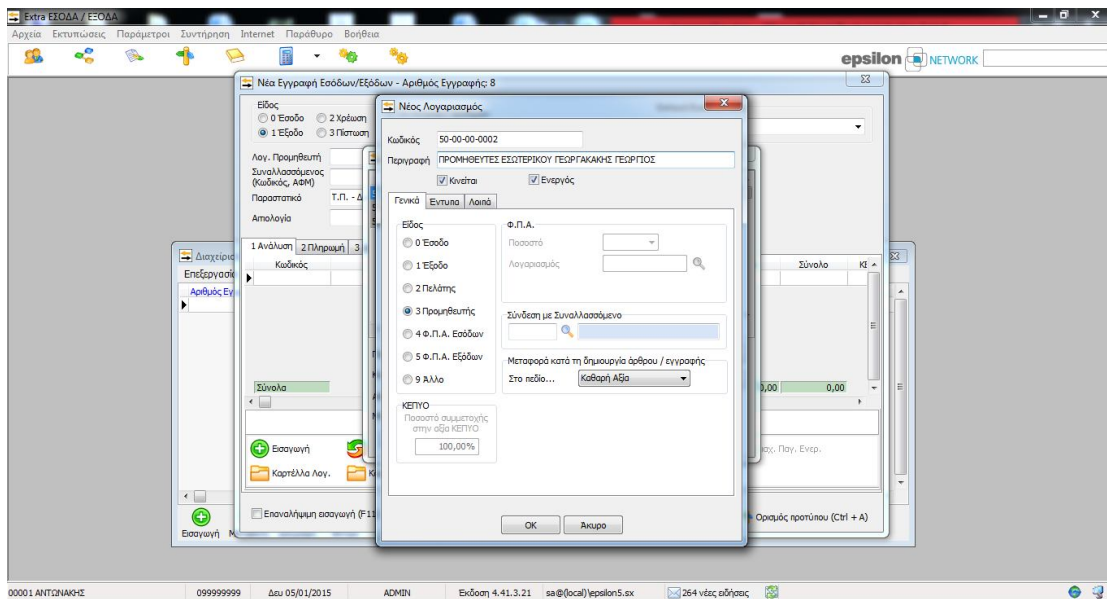 Extra ΕΣΟΔΑ / ΕΞΟΔΑ
Αρχεία Εκτυπώσεις Παράμετροι Συντήρηση Internet Παράθυρο Βοήθεια
epsilon NETWORK
Νέα Εγγραφή Εσόδων/Εξόδων - Αριθμός Εγγραφής: 8
Είδος
0 Έσοδο 2 Χρέωση
1 Έξοδο 3 Πίστωση
Λογ. Προμηθευτή
Συναλλασσόμενος
(Κωδικός, ΑΦΜ)
Παραστατικό Τ.Π. - Δ
Αιτιολογία
1 Ανάλυση 2 Πληρωμή 3
Κωδικός Σύνολο ΚΕ
Σύνολα 0,00 0,00
Εισαγωγή
Καρτέλλα Λογ.
Παγ. Ενερ.
Επαναλήψιμη εισαγωγή (F11
Ορισμός προτύπου (Ctrl + A)
Διαχείρισ
Επεξεργασί
Αριθμός Εγ
Εισαγωγή
Νέος Λογαριασμός
Κωδικός 50-00-00-0002
Περιγραφή ΠΡΟΜΗΘΕΥΤΕΣ ΕΣΩΤΕΡΙΚΟΥ ΓΕΩΡΓΑΚΑΚΗΣ ΓΕΩΡΓΙΟΣ
Κινείται Ενεργός
Γενικά Έντυπα Λοιπά
Είδος
0 Έσοδο
1 Έξοδο
2 Πελάτης
3 Προμηθευτής
4 Φ.Π.Α. Εσόδων
5 Φ.Π.Α. Εξόδων
9 Άλλο
ΚΕΠΥΟ
Ποσοστό συμμετοχής
στην αξία ΚΕΠΥΟ
100,00%
Φ.Π.Α.
Ποσοστό
Λογαριασμός
Σύνδεση με Συναλλασσόμενο
Μεταφορά κατά τη δημιουργία άρθρου / εγγραφής
Στο πεδίο... Καθαρή Αξία
OK Άκυρο
00001 ΑΝΤΩΝΑΚΗΣ 099999999 Δευ 05/01/2015 ADMIN Έκδοση 4.41.3.21 sa@(local)\epsilon5.sx 264 νέες ειδήσεις